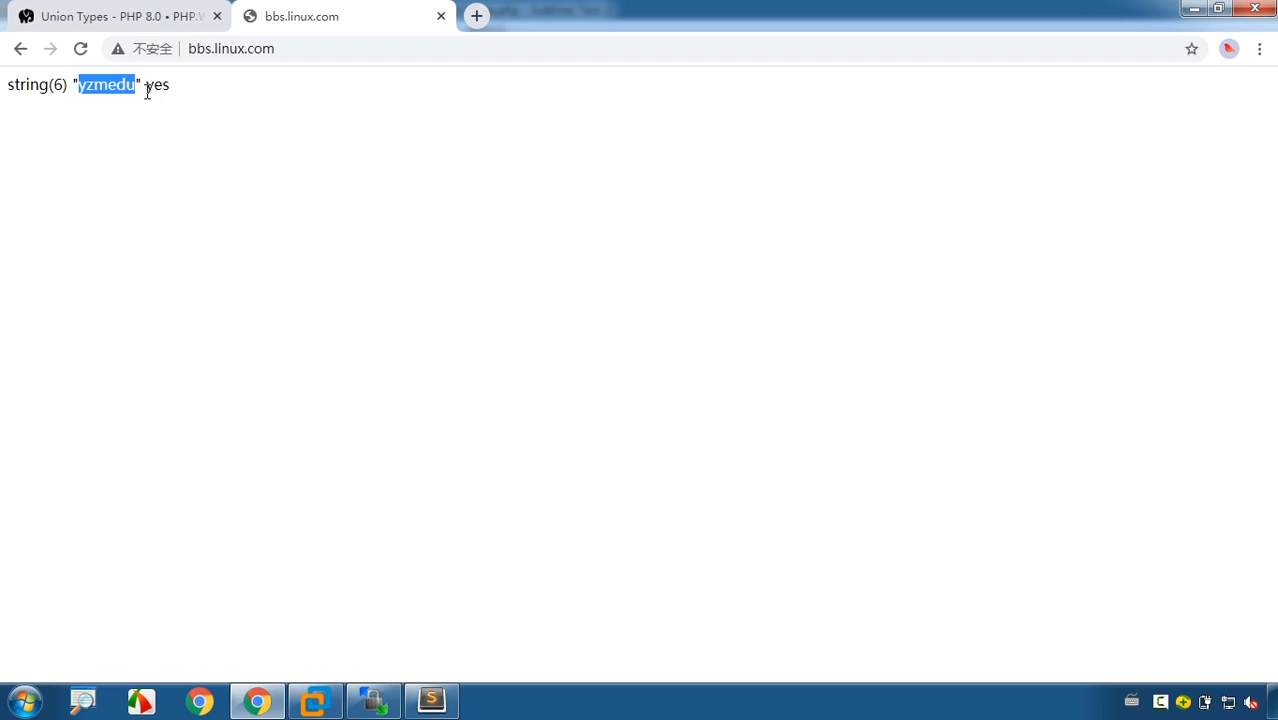 Union Types - PHP 8.0 • PHP.W
bbs.linux.com
不安全
bbs.linux.com
string(6) "yzmedu" yes